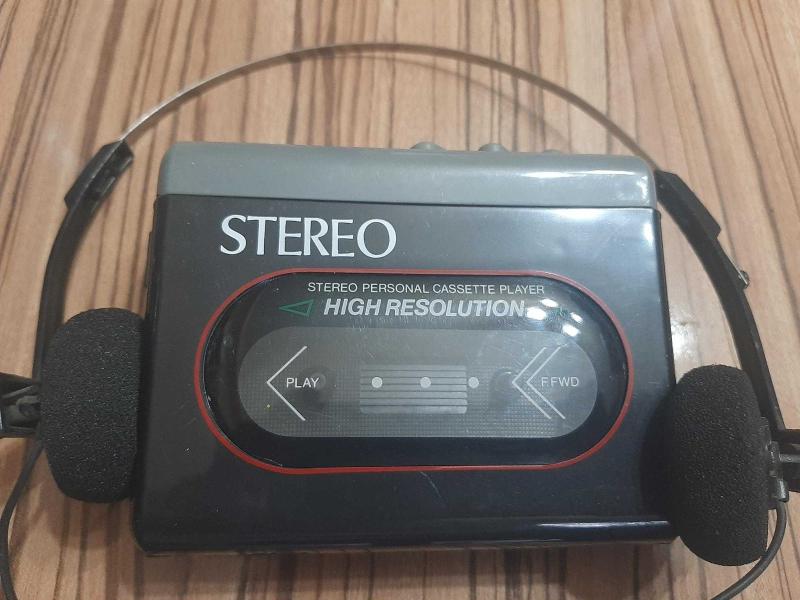 STEREO
STEREO PERSONAL CASSETTE PLAYER
HIGH RESOLUTION
PLAY
F.FWD